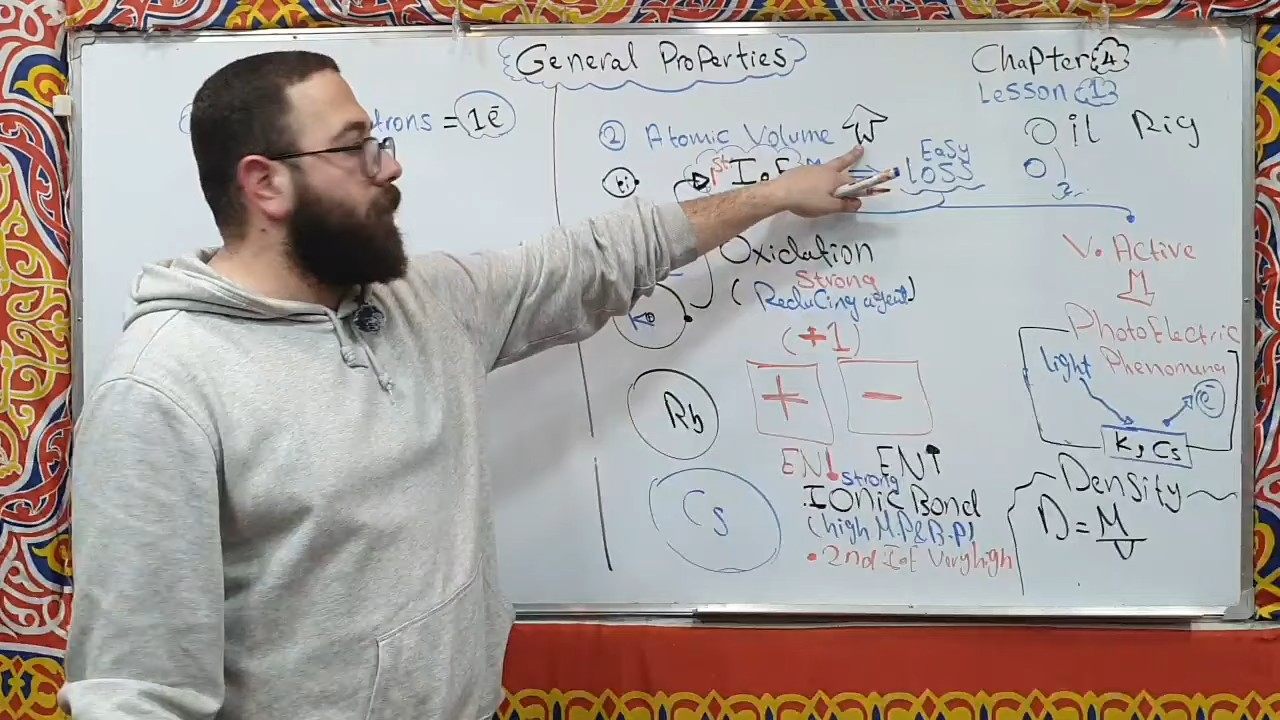 General Properties
Chapter 4
Lesson 1
trons = 1ē
② Atomic Volume
Oil Rig
1st I.E
Easy
Loss
Oxidation
Strong
(Reducing agent)
(+1)
K
Rb
Cs
+
-
EN↓
EN↑
strong
Ionic Bond
(high M.P & B.P)
• 2nd I.E Very high
V. Active
PhotoElectric
Phenomena
light
ē
K, Cs
Density
D = M
V